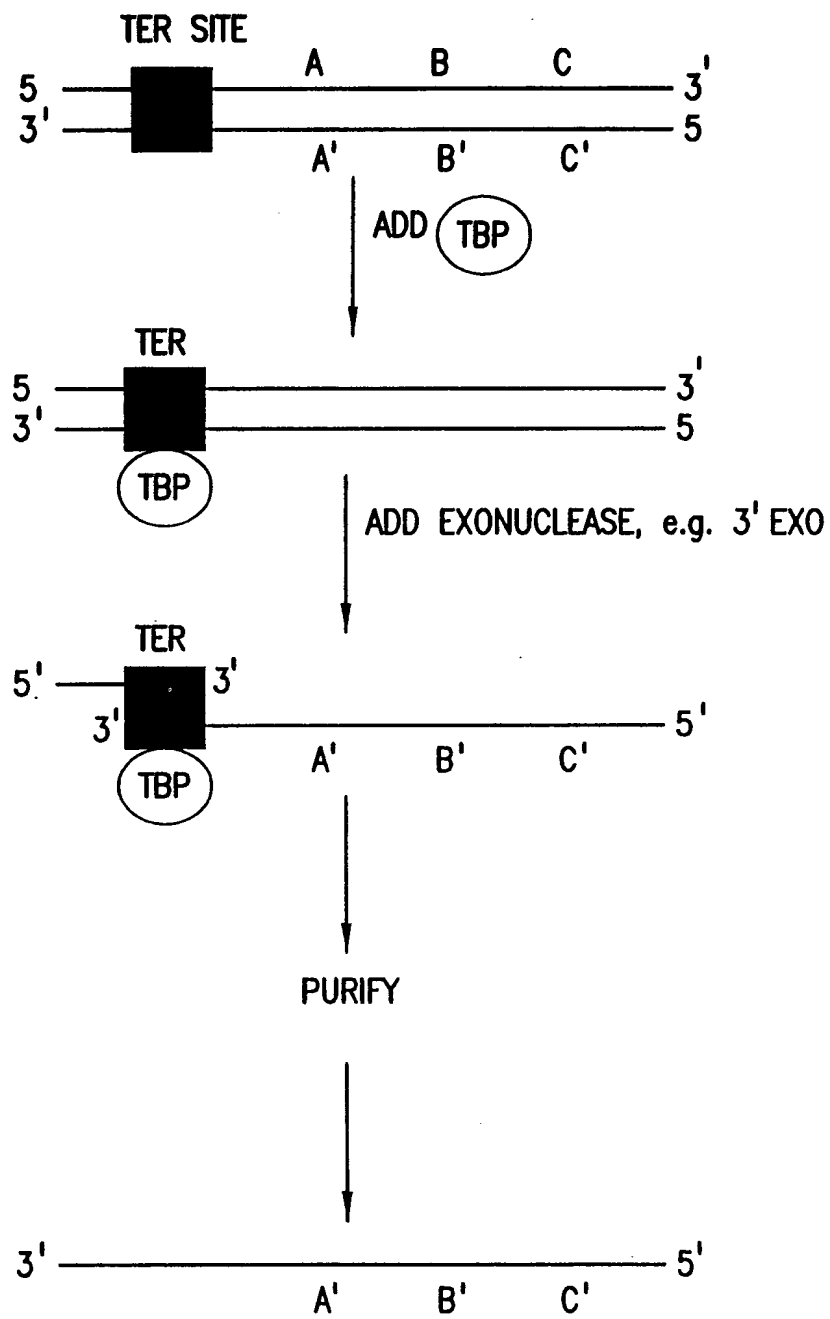 TER SITE
A B C
5 3'
3' 5
A' B' C'
ADD TBP
TER
5 3'
3' 5
TBP
ADD EXONUCLEASE, e.g. 3' EXO
TER
5' 3'
3' 5'
A' B' C'
TBP
PURIFY
3' 5'
A' B' C'